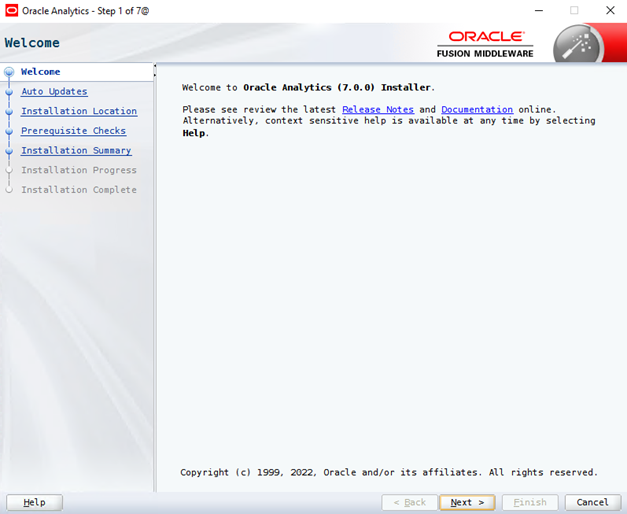 Oracle Analytics - Step 1 of 7@
Welcome
ORACLE
FUSION MIDDLEWARE
Welcome
Auto Updates
Installation Location
Prerequisite Checks
Installation Summary
Installation Progress
Installation Complete
Welcome to Oracle Analytics (7.0.0) Installer.
Please see review the latest Release Notes and Documentation online.
Alternatively, context sensitive help is available at any time by selecting
Help.
Copyright (c) 1999, 2022, Oracle and/or its affiliates. All rights reserved.
Help
< Back
Next >
Finish
Cancel